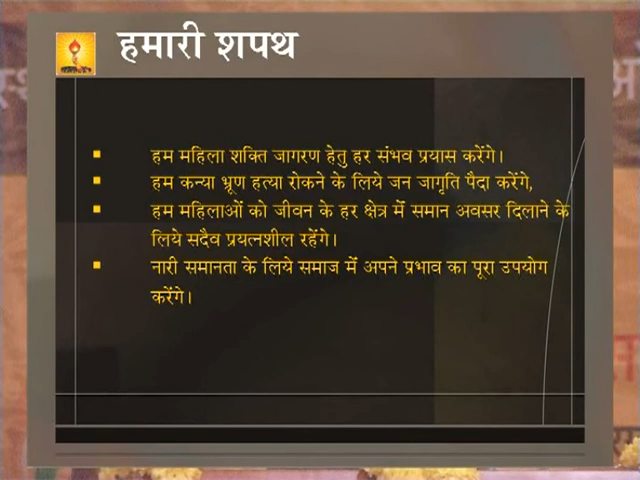 हमारी शपथ
▪ हम महिला शक्ति जागरण हेतु हर संभव प्रयास करेंगे।
▪ हम कन्या भ्रूण हत्या रोकने के लिये जन जागृति पैदा करेंगे,
▪ हम महिलाओं को जीवन के हर क्षेत्र में समान अवसर दिलाने के
लिये सदैव प्रयत्नशील रहेंगे।
▪ नारी समानता के लिये समाज में अपने प्रभाव का पूरा उपयोग
करेंगे।